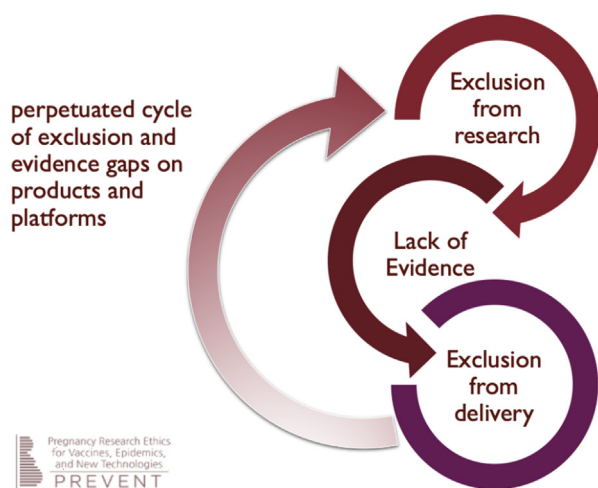 perpetuated cycle
of exclusion and
evidence gaps on
products and
platforms
Exclusion
from
research
Lack of
Evidence
Exclusion
from
delivery
Pregnancy Research Ethics
for Vaccines, Epidemics,
and New Technologies
PREVENT